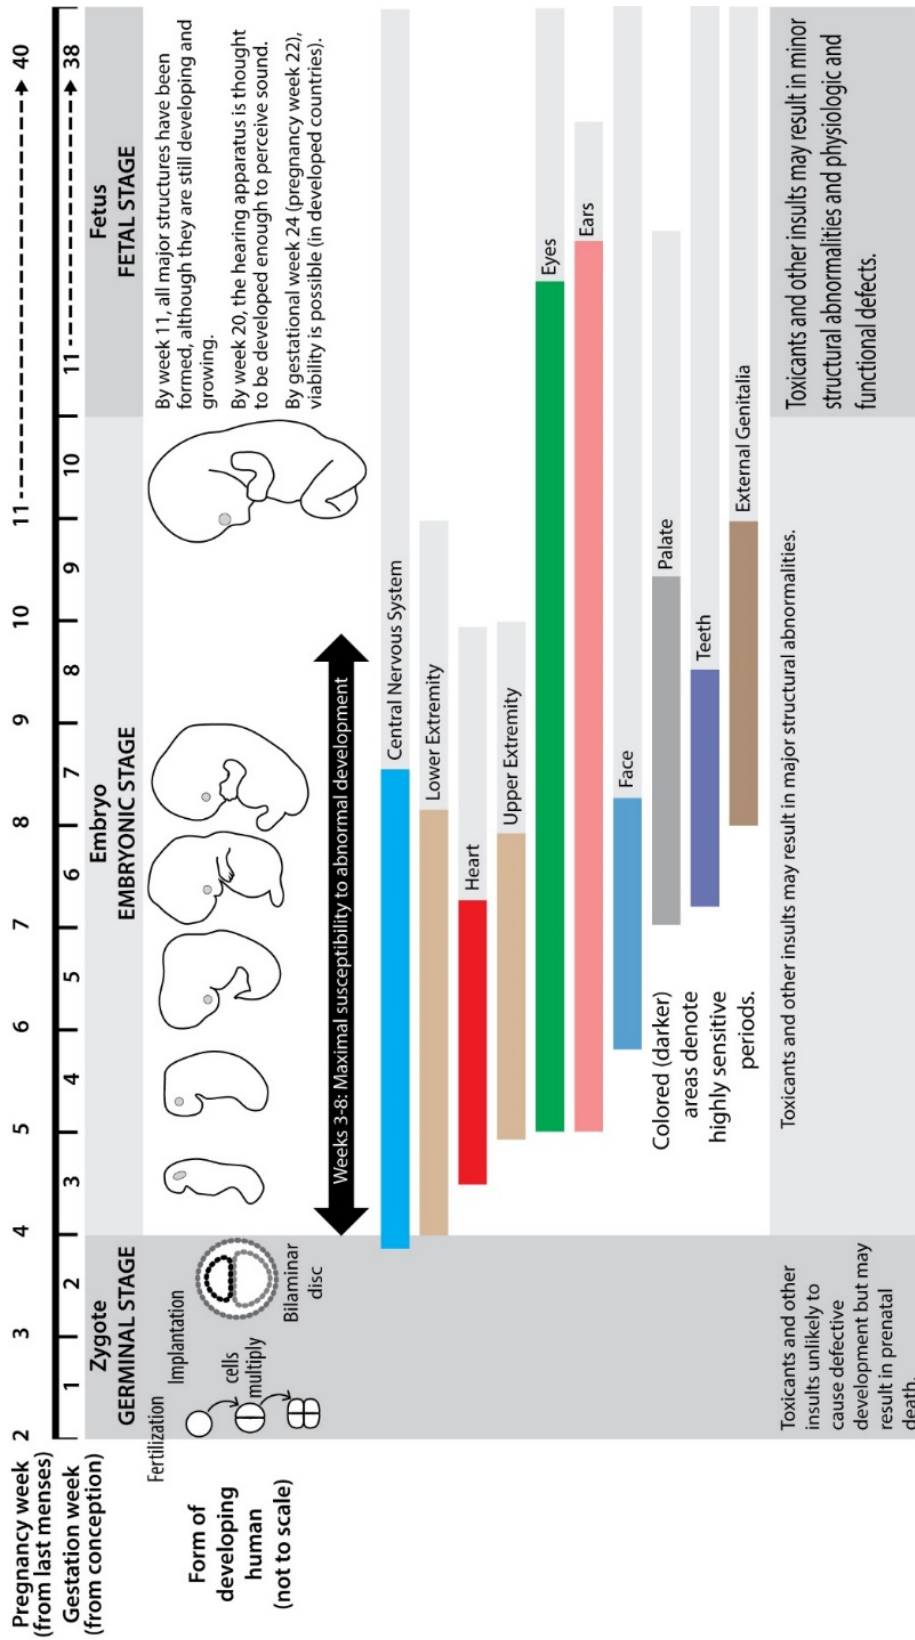 Pregnancy week
(from last menses)
2 3 4 5 6 7 8 9 10 11 40
Gestation week
(from conception)
1 2 3 4 5 6 7 8 9 10 11 38
Zygote
GERMINAL STAGE
Embryo
EMBRYONIC STAGE
Fetus
FETAL STAGE
Form of
developing
human
(not to scale)
Fertilization
Implantation
cells
multiply
Bilaminar
disc
By week 11, all major structures have been
formed, although they are still developing and
growing.
By week 20, the hearing apparatus is thought
to be developed enough to perceive sound.
By gestational week 24 (pregnancy week 22),
viability is possible (in developed countries).
Weeks 3-8: Maximal susceptibility to abnormal development
Central Nervous System
Lower Extremity
Heart
Upper Extremity
Eyes
Ears
Face
Palate
Teeth
External Genitalia
Colored (darker)
areas denote
highly sensitive
periods.
Toxicants and other
insults unlikely to
cause defective
development but may
result in prenatal
death.
Toxicants and other insults may result in major structural abnormalities.
Toxicants and other insults may result in minor
structural abnormalities and physiologic and
functional defects.